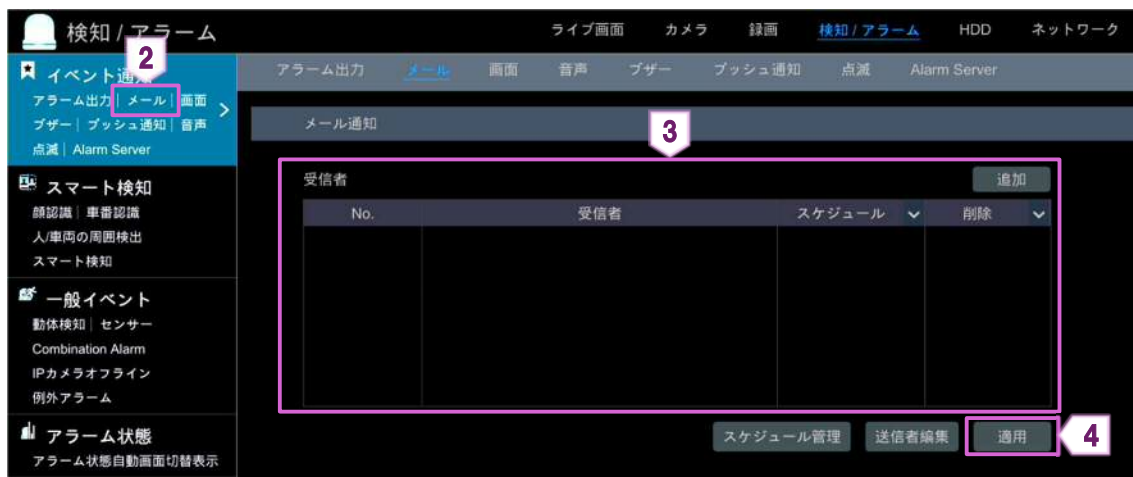 検知 / アラーム
ライブ画面 カメラ 録画 検知 / アラーム HDD ネットワーク
2
イベント通知
アラーム出力 | メール | 画面
ブザー | プッシュ通知 | 音声
点滅 | Alarm Server
アラーム出力 メール 画面 音声 ブザー プッシュ通知 点滅 Alarm Server
メール通知
3
受信者 追加
No. 受信者 スケジュール 削除
スマート検知
顔認識 | 車番認識
人/車両の周囲検出
スマート検知
一般イベント
動体検知 | センサー
Combination Alarm
IPカメラオフライン
例外アラーム
アラーム状態
アラーム状態自動画面切替表示
スケジュール管理 送信者編集 適用
4